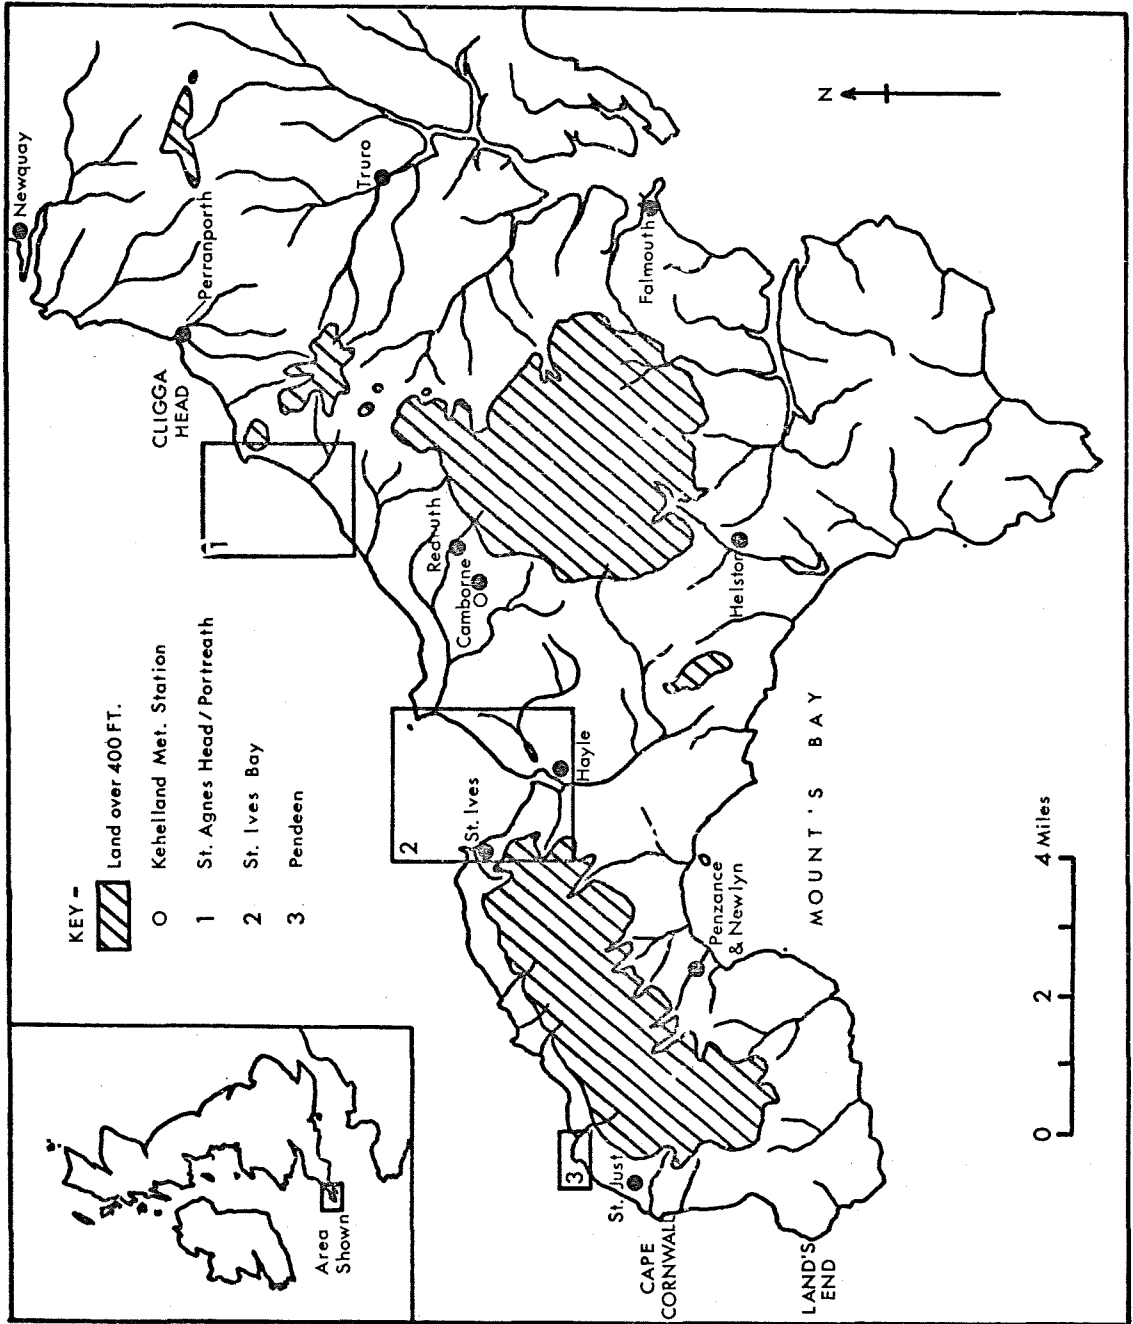 KEY –
Land over 400 FT.
Kehelland Met. Station
1 St. Agnes Head / Portreath
2 St. Ives Bay
3 Pendeen
Area
Shown
Newquay
Perranporth
CLIGGA
HEAD
Truro
N
Falmouth
1
Redruth
Camborne
Helston
2
St. Ives
Hayle
Penzance
& Newlyn
MOUNT'S BAY
3
St. Just
CAPE
CORNWALL
LAND'S
END
0 2 4 Miles